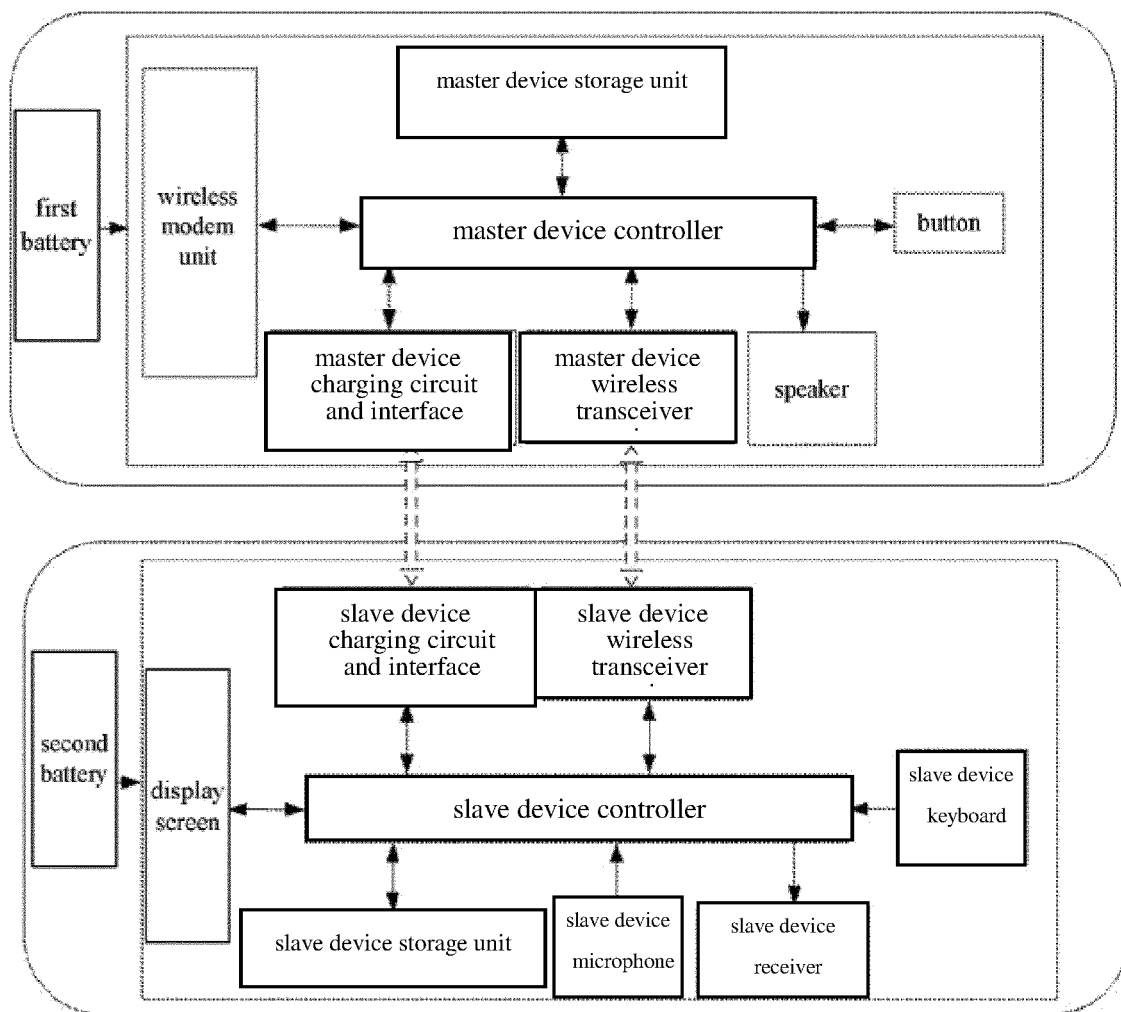 master device storage unit
first
battery
wireless
modem
unit
master device controller
button
master device
charging circuit
and interface
master device
wireless
transceiver
speaker
slave device
charging circuit
and interface
slave device
wireless
transceiver
second
battery
display
screen
slave device controller
slave device
keyboard
slave device storage unit
slave device
microphone
slave device
receiver